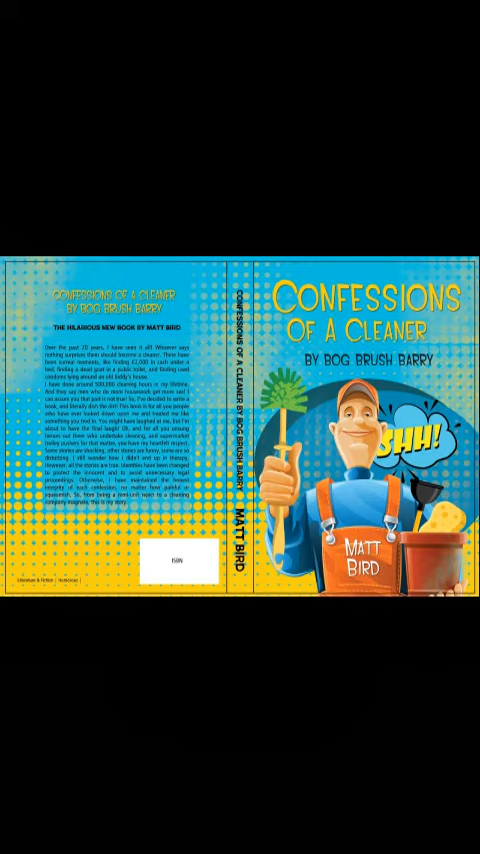 CONFESSIONS OF A CLEANER
BY BOG BRUSH BARRY
THE HILARIOUS NEW BOOK BY MATT BIRD
Over the past 20 years, I have seen it all! Whoever says
nothing surprises them should become a cleaner. There have
been surreal moments, like finding £2,000 in cash under a
bed, finding a dead goat in a public toilet, and finding used
condoms lying around an old biddy's house.
I have done around 500,000 cleaning hours in my lifetime.
And they say men who do more housework get more sex! I
can assure you that part is not true! So, I've decided to write a
book, and literally dish the dirt! This book is for all you people
who have ever looked down upon me and treated me like
something you trod in. You might have laughed at me, but I'm
about to have the final laugh! Oh, and for all you unsung
heroes out there who undertake cleaning, and supermarket
trolley pushers for that matter, you have my heartfelt respect.
Some stories are shocking, other stories are funny, some are so
disturbing, I still wonder how I didn't end up in therapy.
However, all the stories are true. Identities have been changed
to protect the innocent and to avoid unnecessary legal
proceedings. Otherwise, I have maintained the fullest
integrity of each confession, no matter how painful or
squeamish. So, from being a mini-unit reject to a cleaning
company magnate, this is my story.
ISBN
Literature & Fiction | Humorous |
CONFESSIONS OF A CLEANER BY BOG BRUSH BARRY MATT BIRD
CONFESSIONS
OF A CLEANER
BY BOG BRUSH BARRY
SHH!
MATT
BIRD